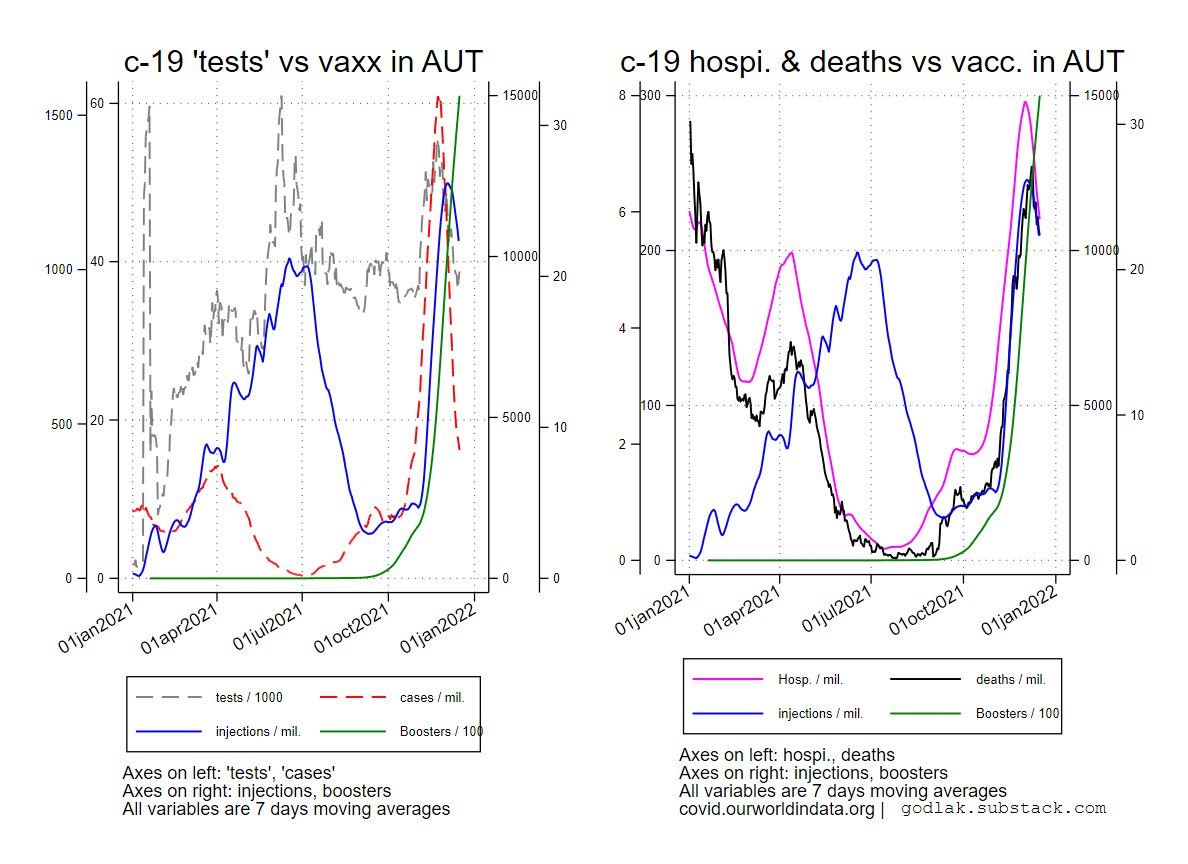 c-19 'tests' vs vaxx in AUT
1500
1000
500
0
60
40
20
0
15000
10000
5000
0
30
20
10
0
01jan2021
01apr2021
01jul2021
01oct2021
01jan2022
tests / 1000
cases / mil.
injections / mil.
Boosters / 100
Axes on left: 'tests', 'cases'
Axes on right: injections, boosters
All variables are 7 days moving averages
c-19 hospi. & deaths vs vacc. in AUT
8
6
4
2
0
300
200
100
0
15000
10000
5000
0
30
20
10
0
01jan2021
01apr2021
01jul2021
01oct2021
01jan2022
Hosp. / mil.
deaths / mil.
injections / mil.
Boosters / 100
Axes on left: hospi., deaths
Axes on right: injections, boosters
All variables are 7 days moving averages
covid.ourworldindata.org | godlak.substack.com